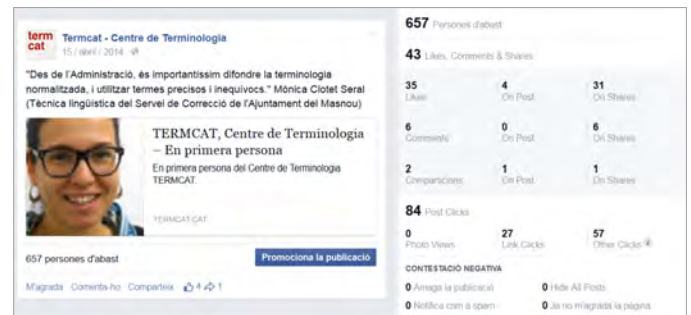 term
cat
Termcat - Centre de Terminologia
15 / abril / 2014
"Des de l'Administració, és importantíssim difondre la terminologia
normalitzada, i utilitzar termes precisos i inequívocs." Mònica Clotet Seral
(Tècnica lingüística del Servei de Correcció de l'Ajuntament del Masnou)
TERMCAT, Centre de Terminologia
– En primera persona
En primera persona del Centre de Terminologia
TERMCAT.
TERMCAT.CAT
657 persones d'abast
Promociona la publicació
M'agrada Comenta-ho Comparteix 4 1
657 Persones d'abast
43 Likes, Comments & Shares
35 4 31
Likes On Post On Shares
6 0 6
Comments On Post On Shares
2 1 1
Comparticions On Post On Shares
84 Post Clicks
0 27 57
Photo Views Link Clicks Other Clicks
CONTESTACIÓ NEGATIVA
0 Amaga la publicació 0 Hide All Posts
0 Notifica com a spam 0 Ja no m'agrada la pàgina